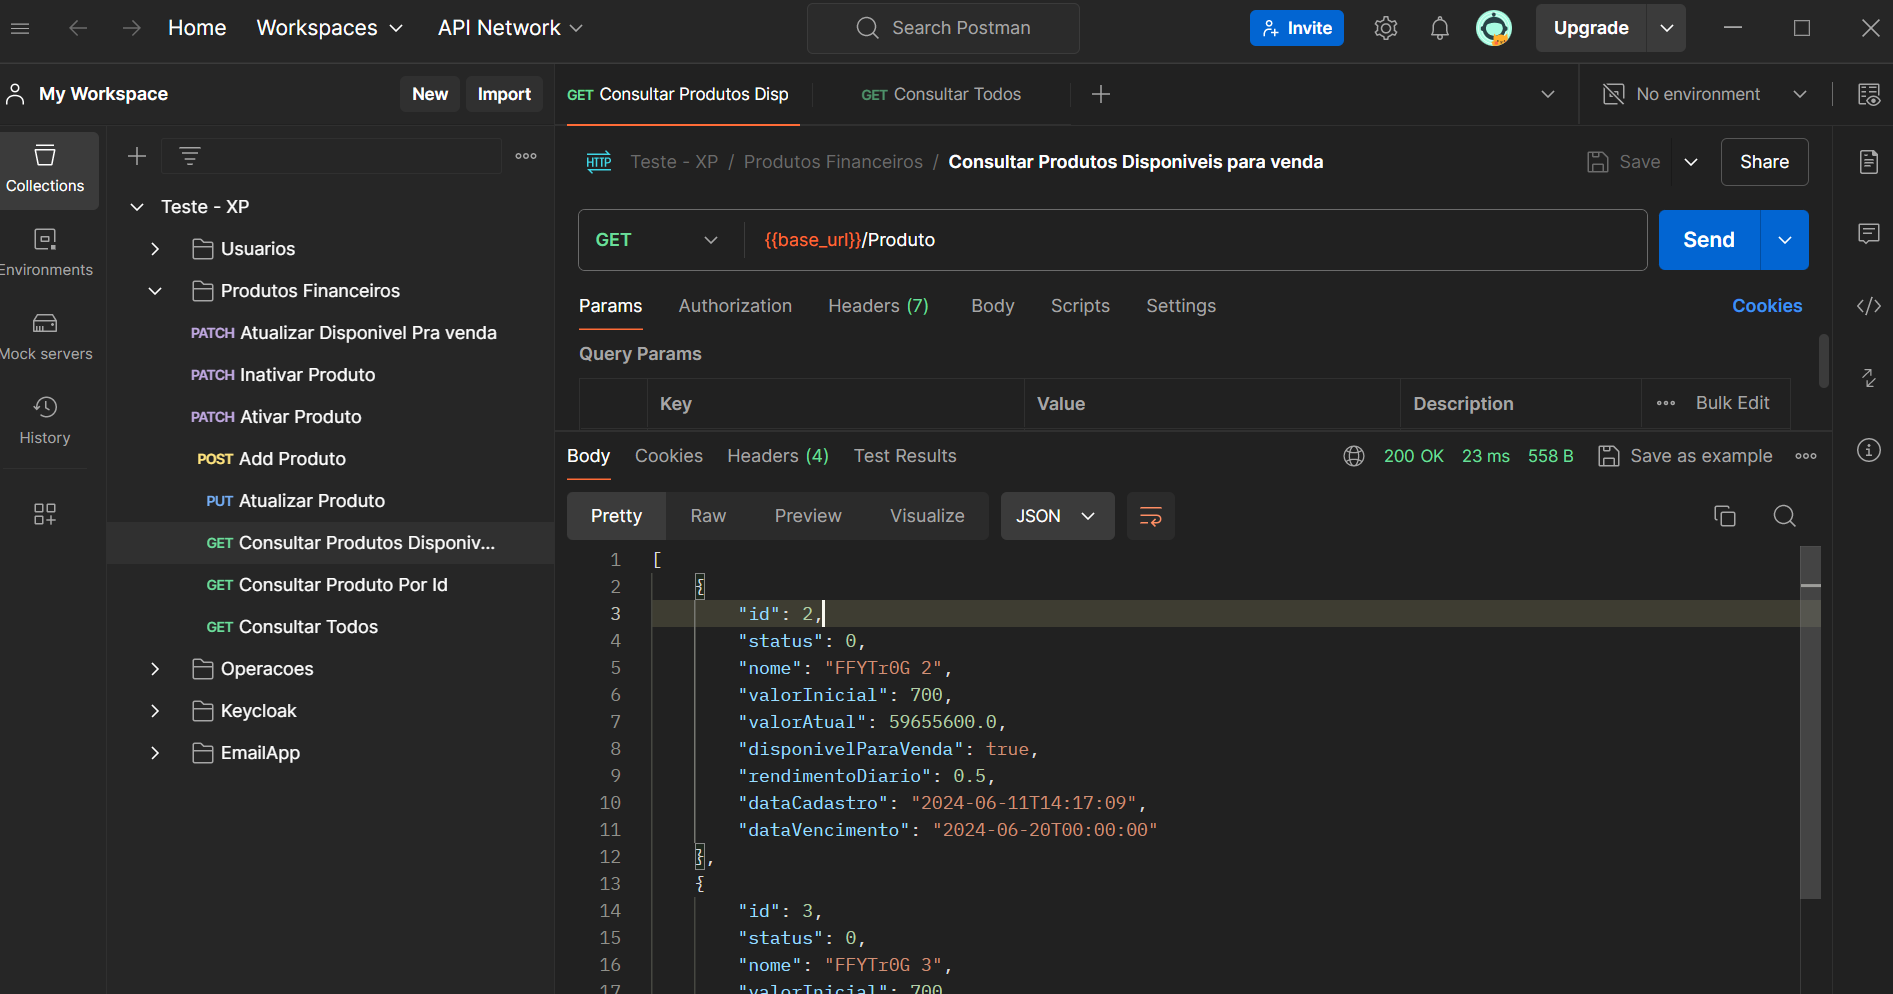 Home Workspaces API Network Search Postman Invite Upgrade
My Workspace New Import
GET Consultar Produtos Disp GET Consultar Todos No environment
Collections
Environments
Mock servers
History
Teste - XP
Usuarios
Produtos Financeiros
PATCH Atualizar Disponivel Pra venda
PATCH Inativar Produto
PATCH Ativar Produto
POST Add Produto
PUT Atualizar Produto
GET Consultar Produtos Disponiv...
GET Consultar Produto Por Id
GET Consultar Todos
Operacoes
Keycloak
EmailApp
HTTP Teste - XP / Produtos Financeiros / Consultar Produtos Disponiveis para venda Save Share
GET {{base_url}}/Produto Send
Params Authorization Headers (7) Body Scripts Settings Cookies
Query Params
Key Value Description Bulk Edit
Body Cookies Headers (4) Test Results 200 OK 23 ms 558 B Save as example
Pretty Raw Preview Visualize JSON
1 [
2 {
3 "id": 2,
4 "status": 0,
5 "nome": "FFYTr0G 2",
6 "valorInicial": 700,
7 "valorAtual": 59655600.0,
8 "disponivelParaVenda": true,
9 "rendimentoDiario": 0.5,
10 "dataCadastro": "2024-06-11T14:17:09",
11 "dataVencimento": "2024-06-20T00:00:00"
12 },
13 {
14 "id": 3,
15 "status": 0,
16 "nome": "FFYTr0G 3",
17 "valorInicial": 700